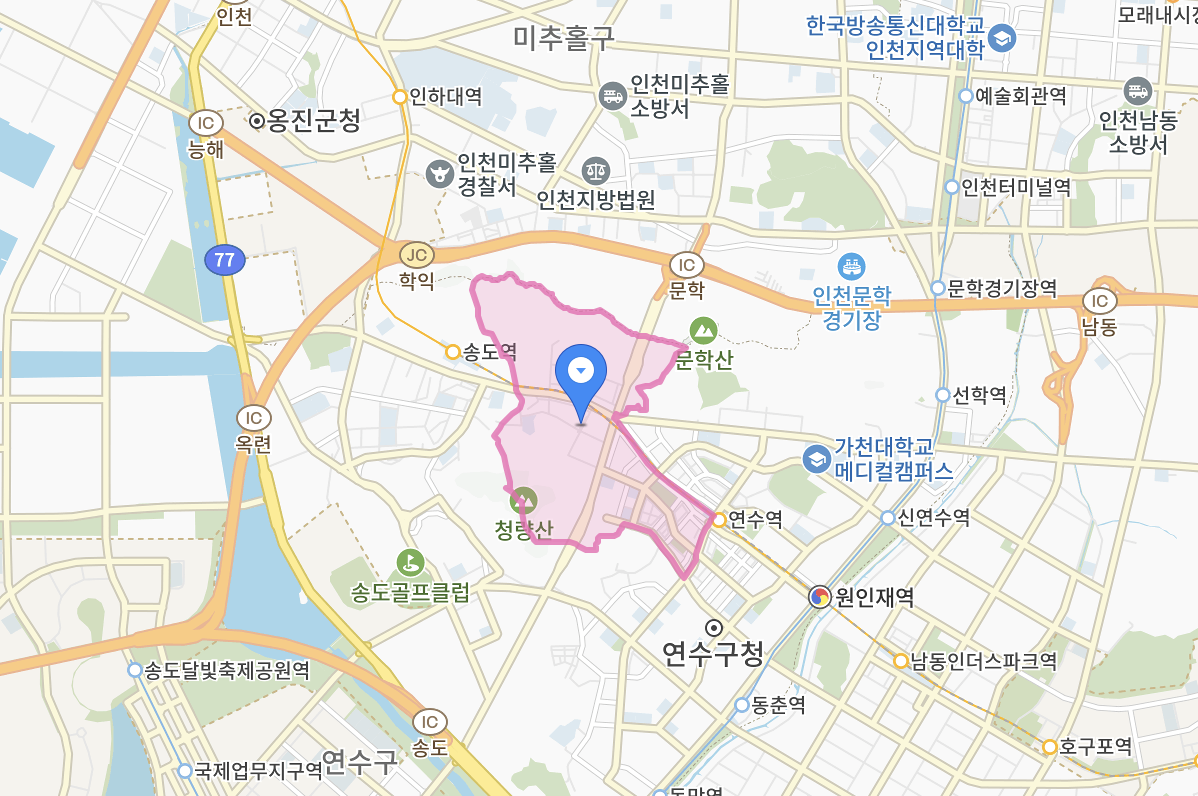 인천
미추홀구
한국방송통신대학교
인천지역대학
모래내시장
인하대역
인천미추홀
소방서
예술회관역
인천남동
소방서
IC
능해
옹진군청
인천미추홀
경찰서
인천지방법원
인천터미널역
77
JC
학익
IC
문학
인천문학
경기장
문학경기장역
IC
남동
송도역
문학산
선학역
IC
옥련
가천대학교
메디컬캠퍼스
청량산
연수역
신연수역
송도골프클럽
원인재역
연수구청
송도달빛축제공원역
남동인더스파크역
동춘역
IC
송도
호구포역
국제업무지구역
연수구
동막역